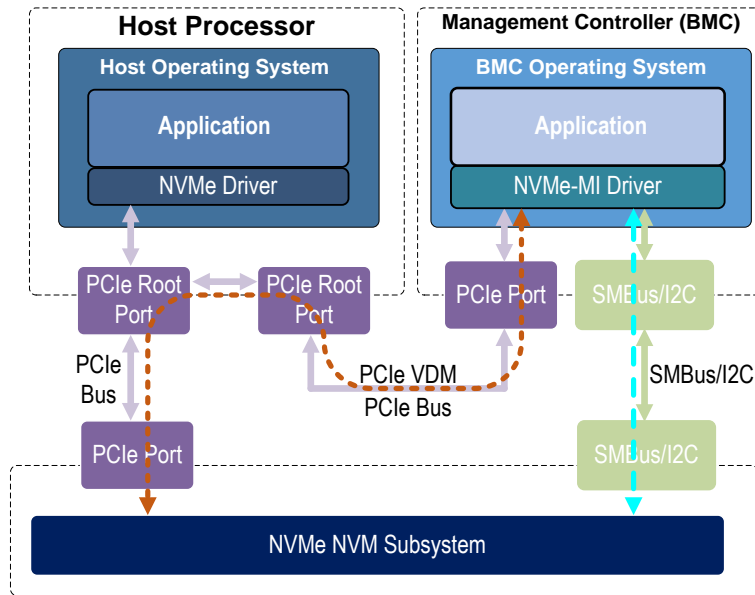 Host Processor
Host Operating System
Application
NVMe Driver
Management Controller (BMC)
BMC Operating System
Application
NVMe-MI Driver
PCIe Root
Port
PCIe Root
Port
PCIe Port
SMBus/I2C
PCIe
Bus
PCIe VDM
PCIe Bus
SMBus/I2C
PCIe Port
SMBus/I2C
NVMe NVM Subsystem